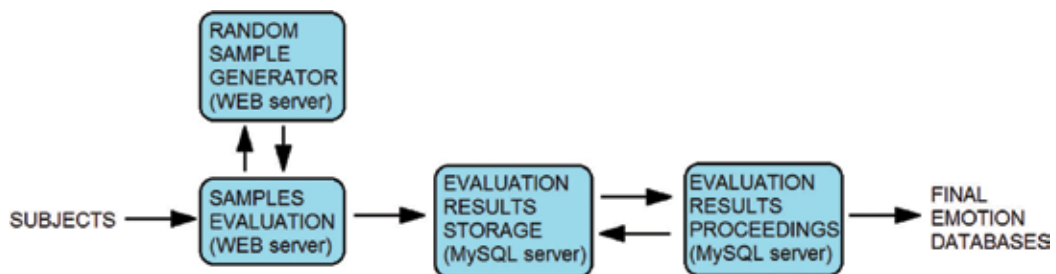 RANDOM
SAMPLE
GENERATOR
(WEB server)
SUBJECTS
SAMPLES
EVALUATION
(WEB server)
EVALUATION
RESULTS
STORAGE
(MySQL server)
EVALUATION
RESULTS
PROCEEDINGS
(MySQL server)
FINAL
EMOTION
DATABASES